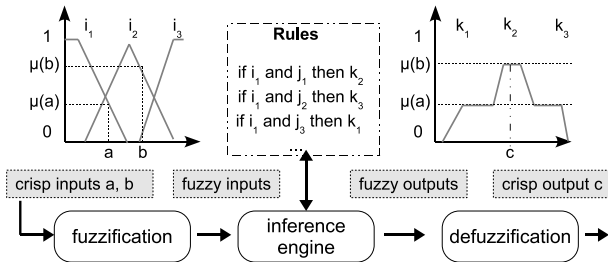 i₁ i₂ i₃
1
μ(b)
μ(a)
0
a b
Rules
if i₁ and j₁ then k₂
if i₁ and j₂ then k₃
if i₁ and j₃ then k₁
...
k₁ k₂ k₃
1
μ(b)
μ(a)
0
c
crisp inputs a, b
fuzzy inputs
fuzzy outputs
crisp output c
fuzzification
inference
engine
defuzzification